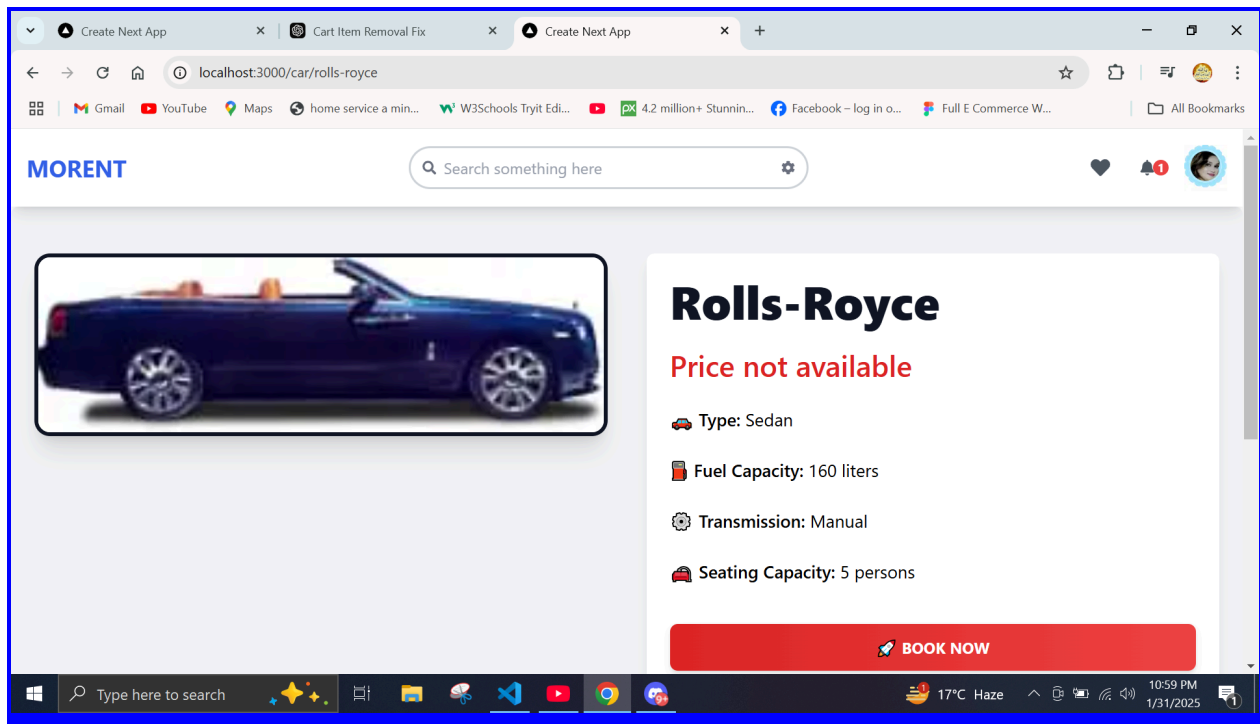 Create Next App
Cart Item Removal Fix
Create Next App
localhost:3000/car/rolls-royce
Gmail
YouTube
Maps
home service a min...
W3Schools Tryit Edi...
4.2 million+ Stunnin...
Facebook – log in o...
Full E Commerce W...
All Bookmarks
MORENT
Search something here
1
Rolls-Royce
Price not available
Type: Sedan
Fuel Capacity: 160 liters
Transmission: Manual
Seating Capacity: 5 persons
BOOK NOW
Type here to search
17°C Haze
10:59 PM
1/31/2025